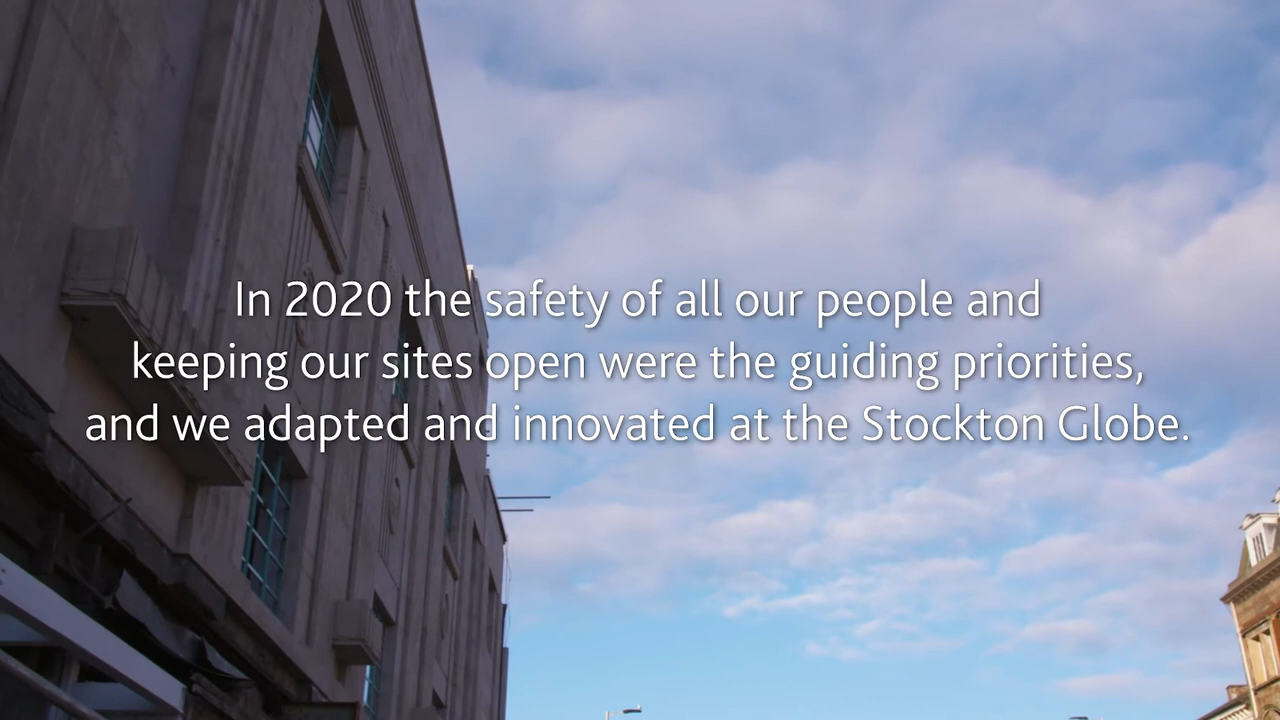 In 2020 the safety of all our people and
keeping our sites open were the guiding priorities,
and we adapted and innovated at the Stockton Globe.